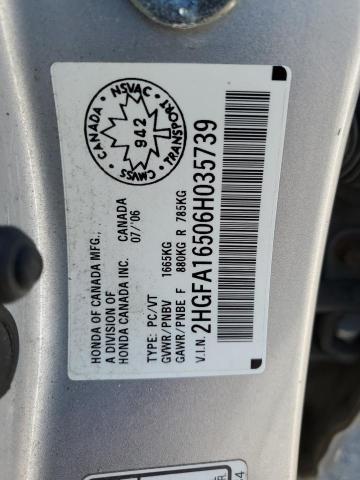 HONDA OF CANADA MFG.,
A DIVISION OF
HONDA CANADA INC. CANADA
07/'06
TYPE: PC/VT
GVWR/PNBV 1665KG
GAWR/PNBE F 880KG R 785KG
V.I.N. 2HGFA16506H035739
CANADA
NSVAC
TRANSPORT
CMVSS
942